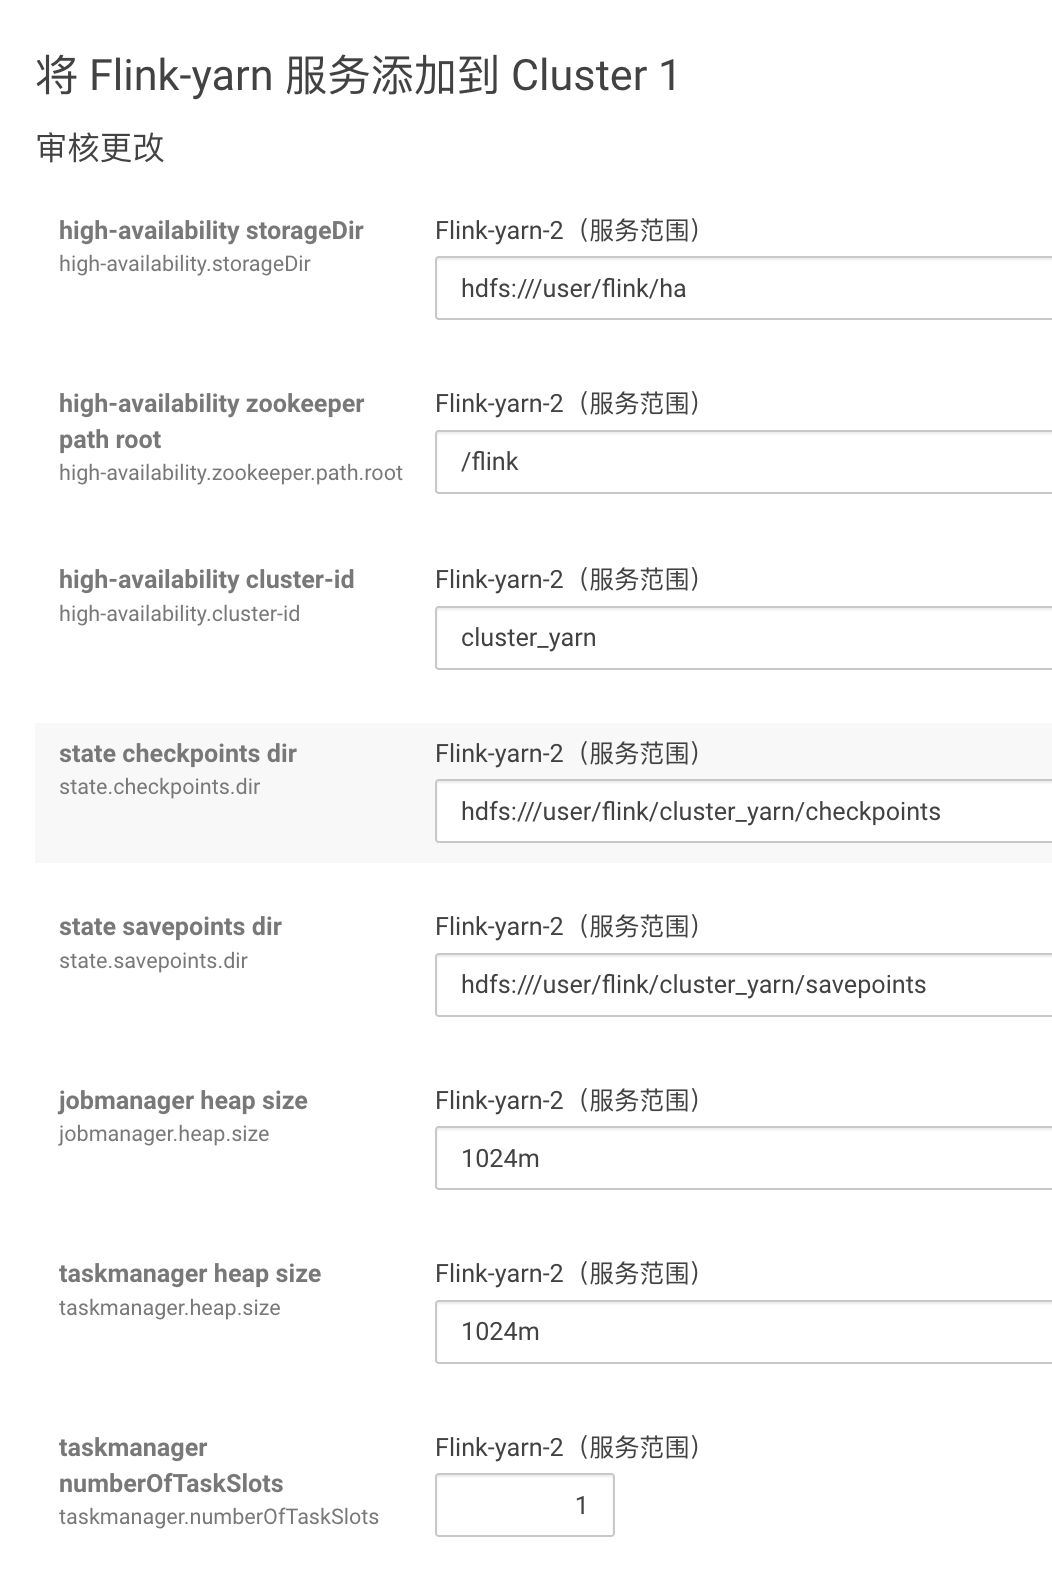 将 Flink-yarn 服务添加到 Cluster 1
审核更改
high-availability storageDir
high-availability.storageDir
Flink-yarn-2（服务范围）
hdfs:///user/flink/ha
high-availability zookeeper
path root
high-availability.zookeeper.path.root
Flink-yarn-2（服务范围）
/flink
high-availability cluster-id
high-availability.cluster-id
Flink-yarn-2（服务范围）
cluster_yarn
state checkpoints dir
state.checkpoints.dir
Flink-yarn-2（服务范围）
hdfs:///user/flink/cluster_yarn/checkpoints
state savepoints dir
state.savepoints.dir
Flink-yarn-2（服务范围）
hdfs:///user/flink/cluster_yarn/savepoints
jobmanager heap size
jobmanager.heap.size
Flink-yarn-2（服务范围）
1024m
taskmanager heap size
taskmanager.heap.size
Flink-yarn-2（服务范围）
1024m
taskmanager
numberOfTaskSlots
taskmanager.numberOfTaskSlots
Flink-yarn-2（服务范围）
1